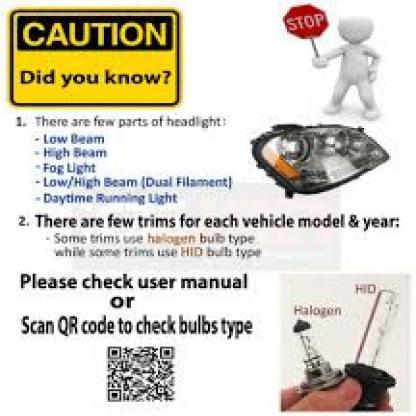 CAUTION
Did you know?
STOP
1. There are few parts of headlight:
- Low Beam
- High Beam
- Fog Light
- Low/High Beam (Dual Filament)
- Daytime Running Light
2. There are few trims for each vehicle model & year:
- Some trims use halogen bulb type
while some trims use HID bulb type
Please check user manual
or
Scan QR code to check bulbs type
HID
Halogen